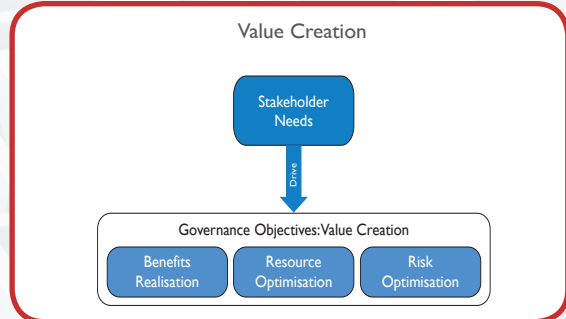 Value Creation
Stakeholder
Needs
Drive
Governance Objectives:Value Creation
Benefits
Realisation
Resource
Optimisation
Risk
Optimisation